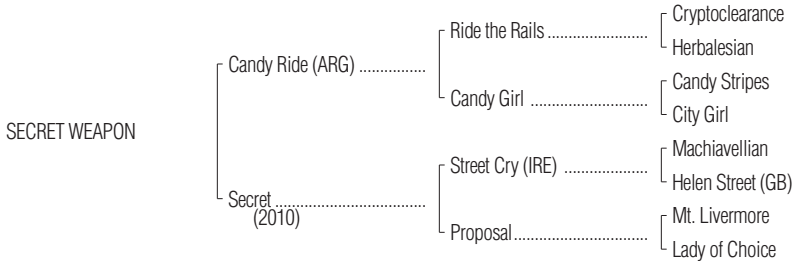 Cryptoclearance
Ride the Rails ........................
Herbalesian
Candy Ride (ARG) ................
Candy Stripes
Candy Girl ............................
City Girl
SECRET WEAPON
Machiavellian
Street Cry (IRE) ....................
Helen Street (GB)
Secret .....................................
(2010)
Mt. Livermore
Proposal................................
Lady of Choice